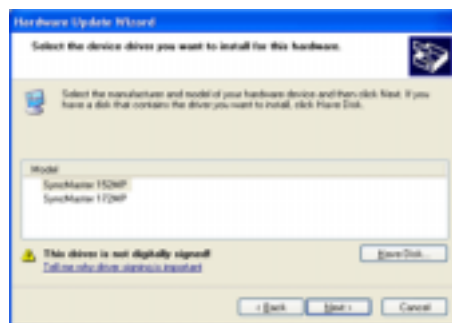 Hardware Update Wizard
Select the device driver you want to install for this hardware.
Select the manufacturer and model of your hardware device and then click Next. If you
have a disk that contains the driver you want to install, click Have Disk.
Model
SyncMaster 152MP
SyncMaster 172MP
This driver is not digitally signed!
Tell me why driver signing is important
Have Disk...
< Back
Next >
Cancel